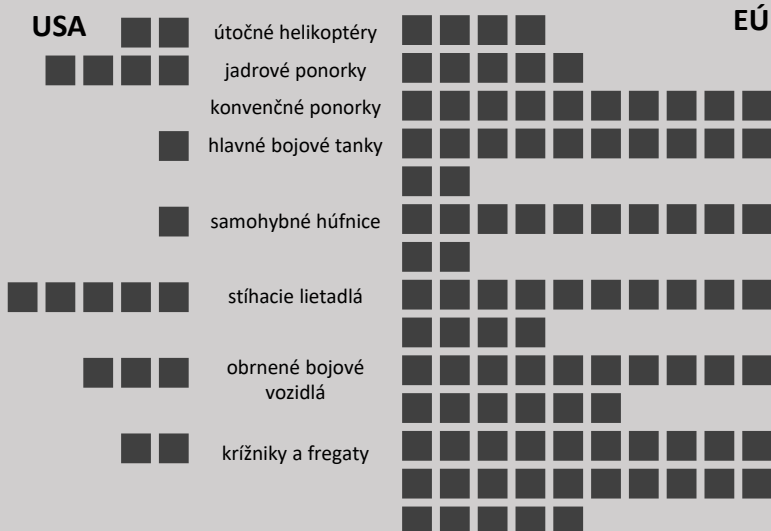 USA
EÚ
útočné helikoptéry
jadrové ponorky
konvenčné ponorky
hlavné bojové tanky
samohybné húfnice
stíhacie lietadlá
obrnené bojové
vozidlá
krížniky a fregaty